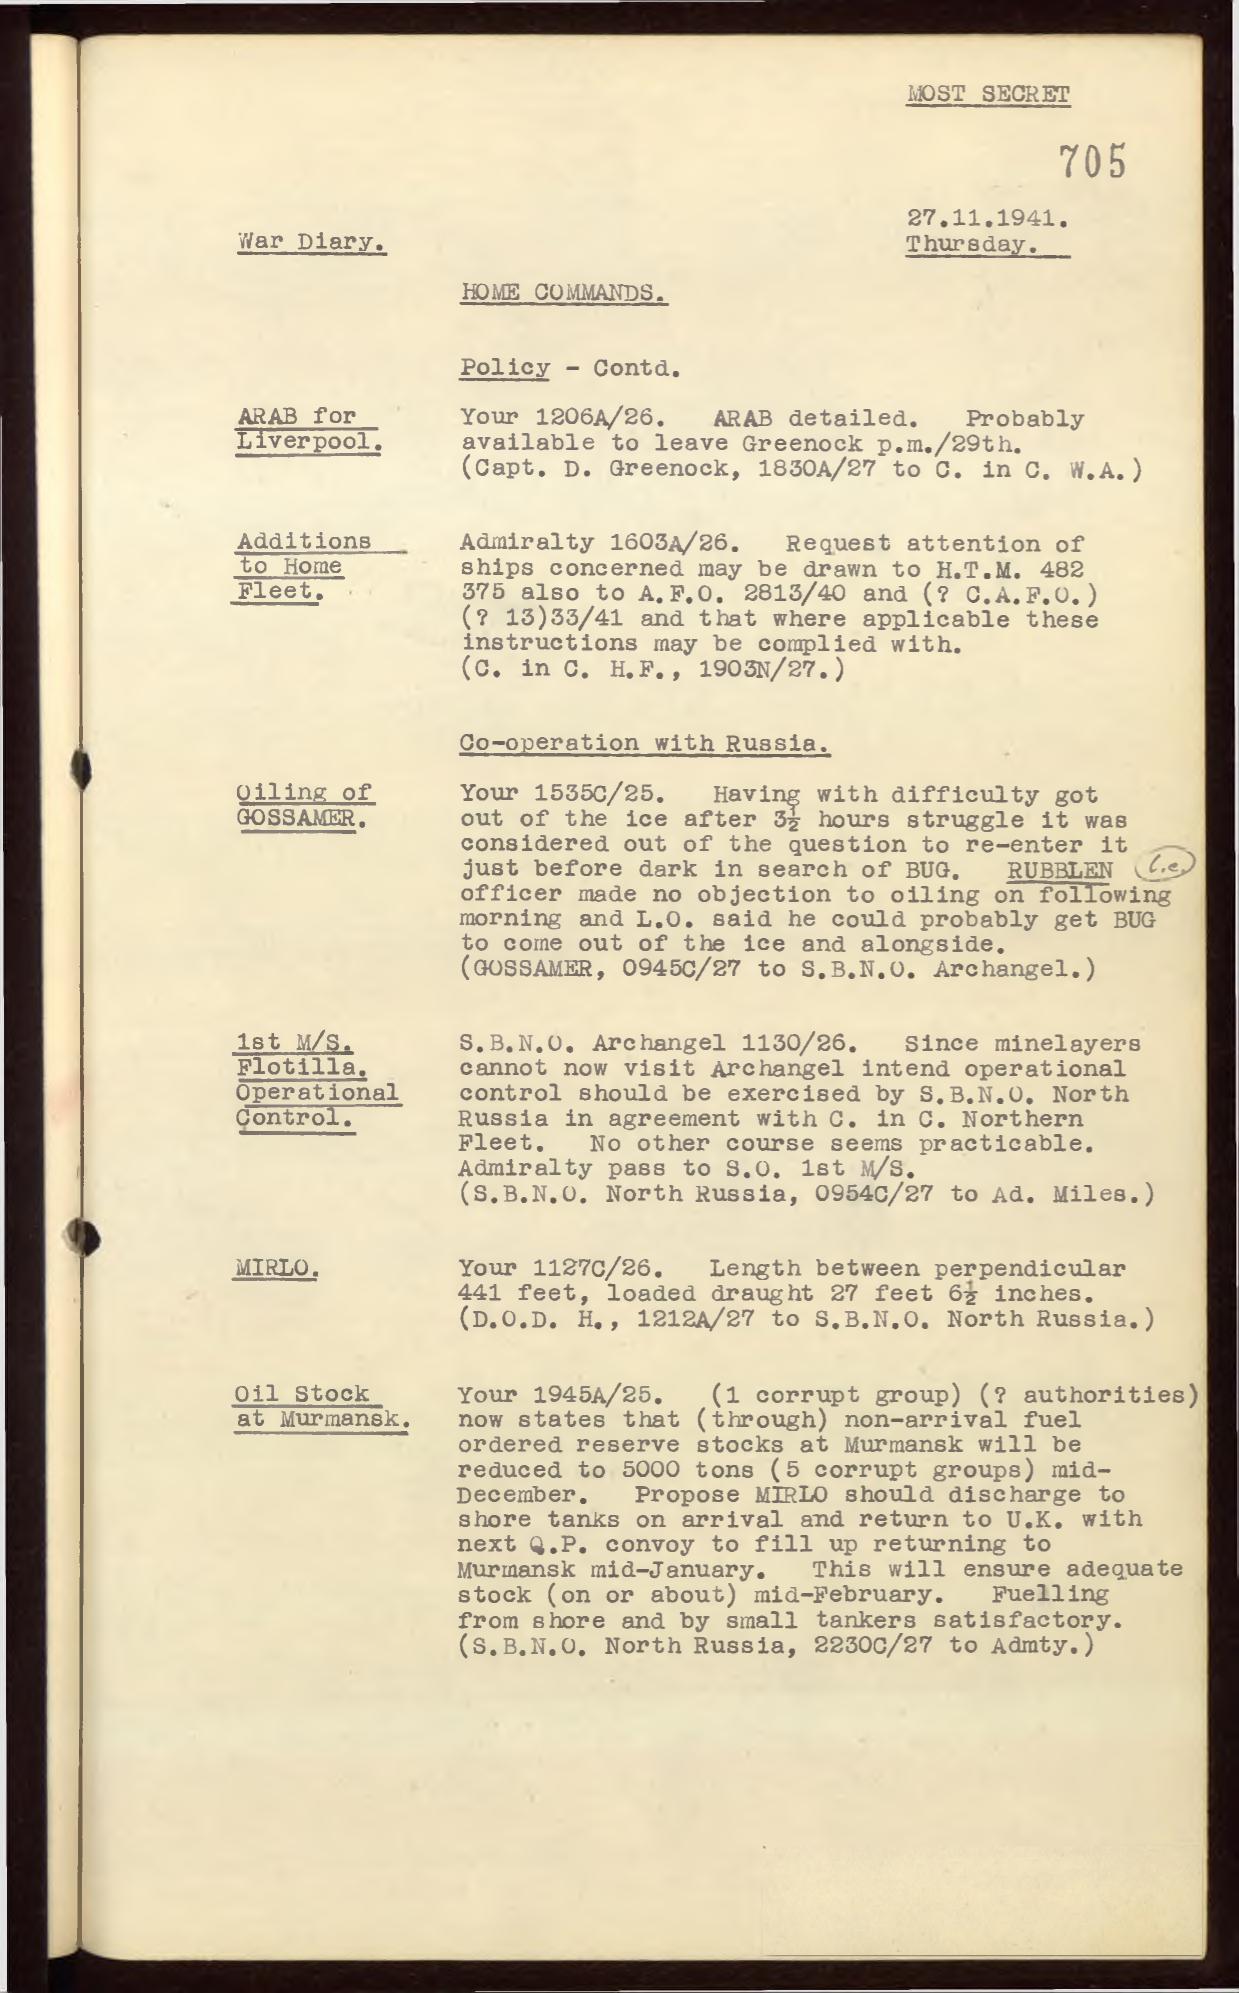 MOST SECRET
705
27.11.1941.
War Diary.
Thursday.
HOME COMMANDS.
Policy - Contd.
ARAB for
Liverpool.
Your 1206A/26. ARAB detailed. Probably
available to leave Greenock p.m./29th.
(Capt. D. Greenock, 1830A/27 to C. in C. W.A.)
Additions
to Home
Fleet.
Admiralty 1603A/26. Request attention of
ships concerned may be drawn to H.T.M. 482
375 also to A.F.O. 2813/40 and (? C.A.F.O.)
(? 13)33/41 and that where applicable these
instructions may be complied with.
(C. in C. H.F., 1903N/27.)
Co-operation with Russia.
Oiling of
GOSSAMER.
Your 1535C/25. Having with difficulty got
out of the ice after 3½ hours struggle it was
considered out of the question to re-enter it
just before dark in search of BUG. RUBBLEN i.e.
officer made no objection to oiling on following
morning and L.O. said he could probably get BUG
to come out of the ice and alongside.
(GOSSAMER, 0945C/27 to S.B.N.O. Archangel.)
1st M/S.
Flotilla.
Operational
Control.
S.B.N.O. Archangel 1130/26. Since minelayers
cannot now visit Archangel intend operational
control should be exercised by S.B.N.O. North
Russia in agreement with C. in C. Northern
Fleet. No other course seems practicable.
Admiralty pass to S.O. 1st M/S.
(S.B.N.O. North Russia, 0954C/27 to Ad. Miles.)
MIRLO.
Your 1127C/26. Length between perpendicular
441 feet, loaded draught 27 feet 6½ inches.
(D.O.D. H., 1212A/27 to S.B.N.O. North Russia.)
Oil Stock
at Murmansk.
Your 1945A/25. (1 corrupt group) (? authorities)
now states that (through) non-arrival fuel
ordered reserve stocks at Murmansk will be
reduced to 5000 tons (5 corrupt groups) mid-
December. Propose MIRLO should discharge to
shore tanks on arrival and return to U.K. with
next Q.P. convoy to fill up returning to
Murmansk mid-January. This will ensure adequate
stock (on or about) mid-February. Fuelling
from shore and by small tankers satisfactory.
(S.B.N.O. North Russia, 2230C/27 to Admty.)